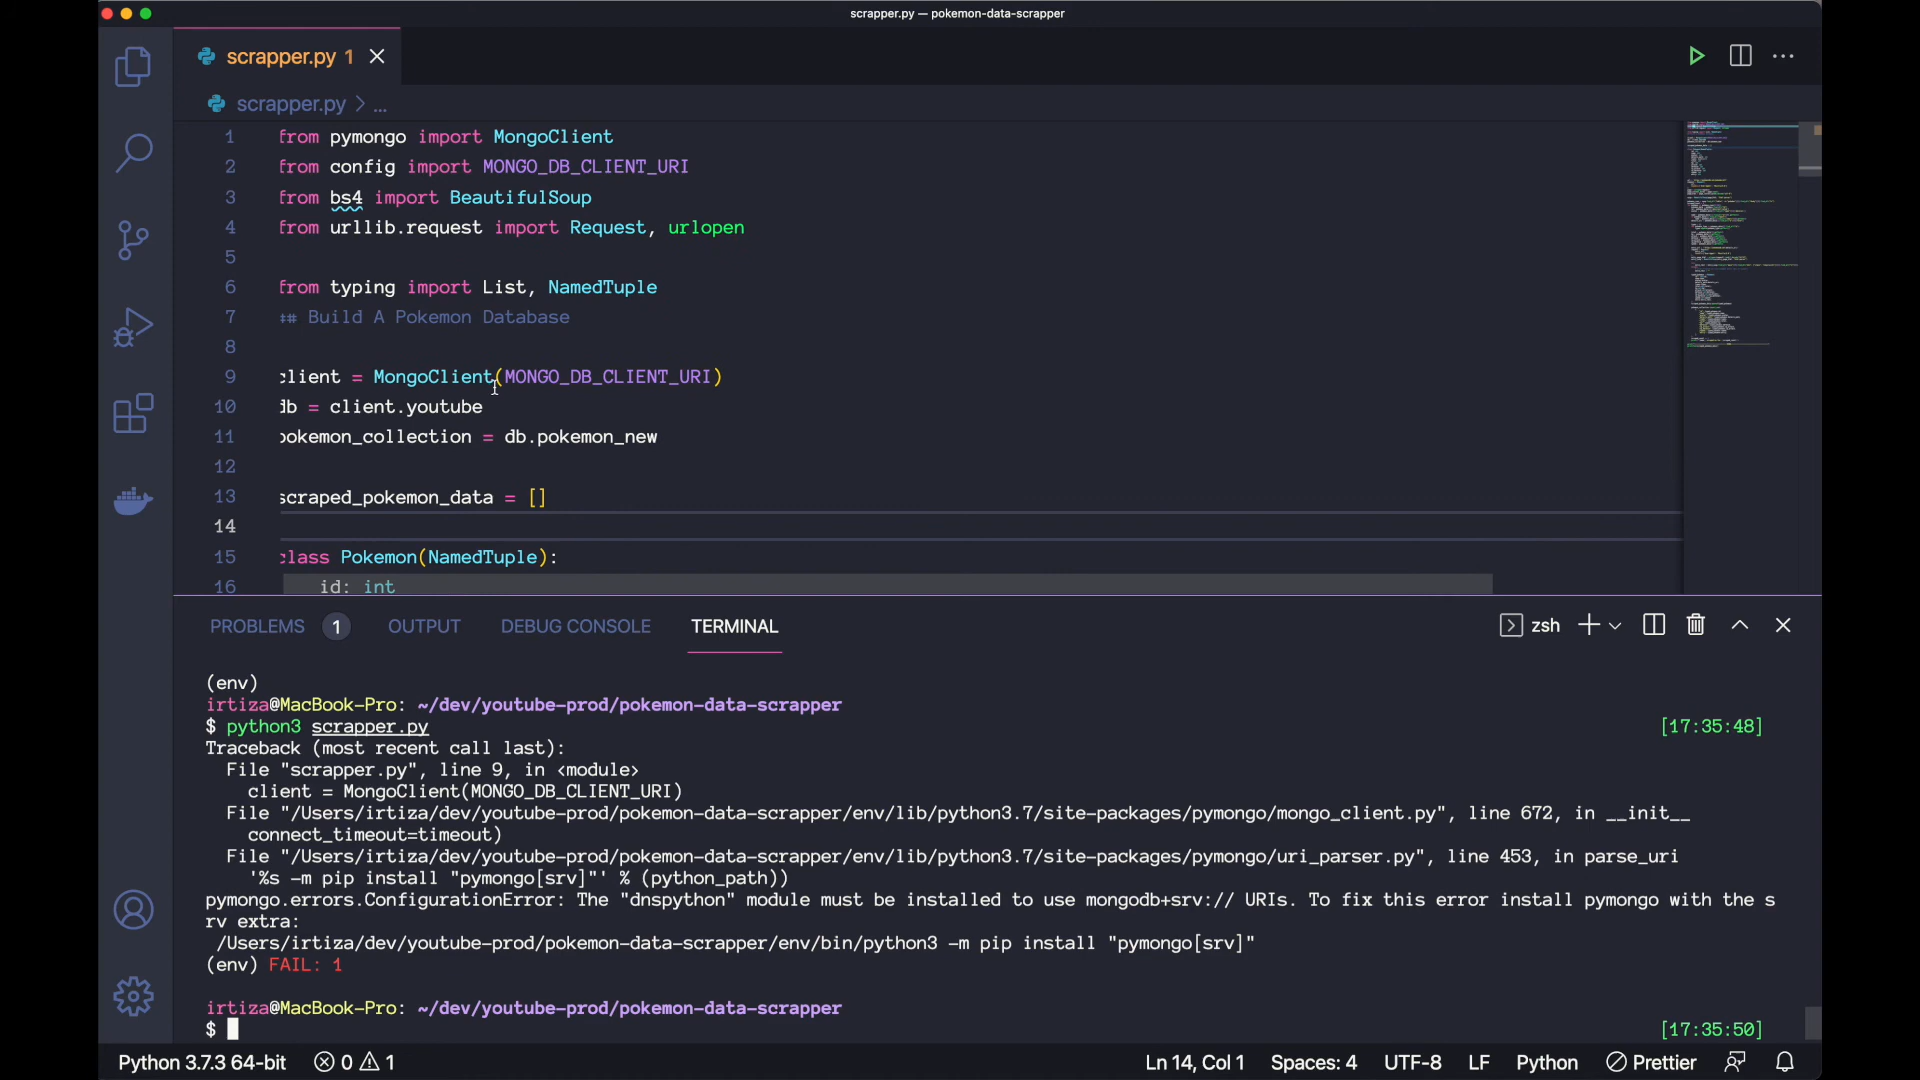 scrapper.py — pokemon-data-scrapper
scrapper.py 1
scrapper.py > ...
1 from pymongo import MongoClient
2 from config import MONGO_DB_CLIENT_URI
3 from bs4 import BeautifulSoup
4 from urllib.request import Request, urlopen
5
6 from typing import List, NamedTuple
7 ## Build A Pokemon Database
8
9 client = MongoClient(MONGO_DB_CLIENT_URI)
10 db = client.youtube
11 pokemon_collection = db.pokemon_new
12
13 scraped_pokemon_data = []
14
15 class Pokemon(NamedTuple):
16 id: int
PROBLEMS 1 OUTPUT DEBUG CONSOLE TERMINAL zsh
(env)
irtiza@MacBook-Pro: ~/dev/youtube-prod/pokemon-data-scrapper
$ python3 scrapper.py [17:35:48]
Traceback (most recent call last):
File "scrapper.py", line 9, in <module>
client = MongoClient(MONGO_DB_CLIENT_URI)
File "/Users/irtiza/dev/youtube-prod/pokemon-data-scrapper/env/lib/python3.7/site-packages/pymongo/mongo_client.py", line 672, in __init__
connect_timeout=timeout)
File "/Users/irtiza/dev/youtube-prod/pokemon-data-scrapper/env/lib/python3.7/site-packages/pymongo/uri_parser.py", line 453, in parse_uri
'%s -m pip install "pymongo[srv]"' % (python_path))
pymongo.errors.ConfigurationError: The "dnspython" module must be installed to use mongodb+srv:// URIs. To fix this error install pymongo with the s
rv extra:
/Users/irtiza/dev/youtube-prod/pokemon-data-scrapper/env/bin/python3 -m pip install "pymongo[srv]"
(env) FAIL: 1
irtiza@MacBook-Pro: ~/dev/youtube-prod/pokemon-data-scrapper
$ [17:35:50]
Python 3.7.3 64-bit 0 1 Ln 14, Col 1 Spaces: 4 UTF-8 LF Python Prettier